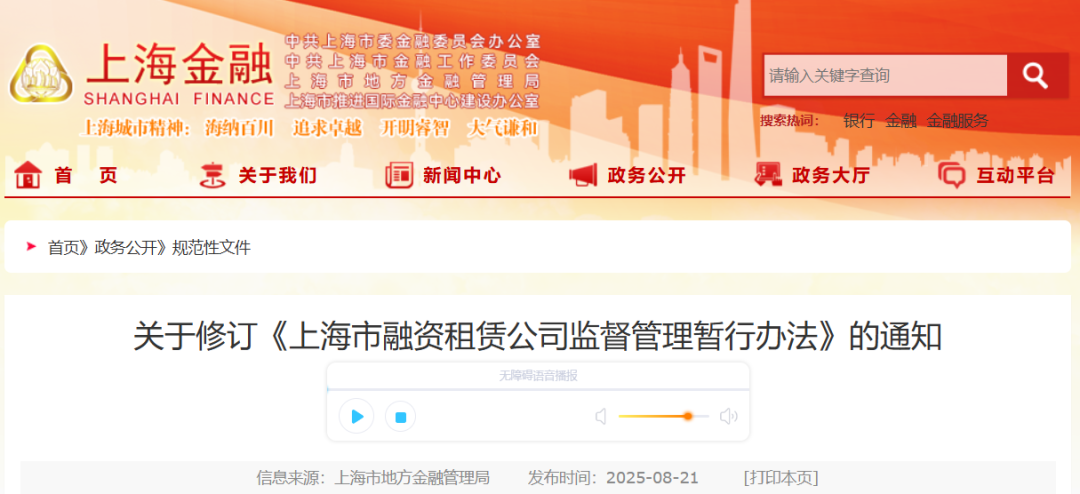 上海金融
SHANGHAI FINANCE
中共上海市委金融委员会办公室
中共上海市金融工作委员会
上海市地方金融管理局
上海市推进国际金融中心建设办公室
上海城市精神： 海纳百川 追求卓越 开明睿智 大气谦和
请输入关键字查询
搜索热词： 银行 金融 金融服务
首 页 关于我们 新闻中心 政务公开 政务大厅 互动平台
首页》政务公开》规范性文件
关于修订《上海市融资租赁公司监督管理暂行办法》的通知
无障碍语音播报
信息来源：上海市地方金融管理局 发布时间：2025-08-21 [打印本页]